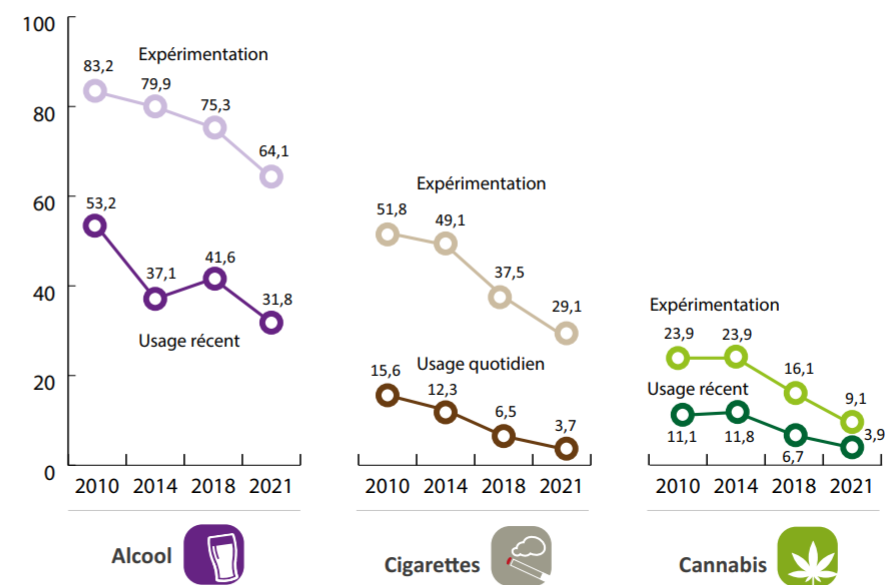 100
80
60
40
20
0
Expérimentation
83,2
79,9
75,3
64,1
53,2
37,1
41,6
31,8
Usage récent
2010 2014 2018 2021
Alcool
Expérimentation
51,8
49,1
37,5
29,1
Usage quotidien
15,6
12,3
6,5
3,7
2010 2014 2018 2021
Cigarettes
Expérimentation
23,9
23,9
16,1
9,1
Usage récent
11,1
11,8
6,7
3,9
2010 2014 2018 2021
Cannabis